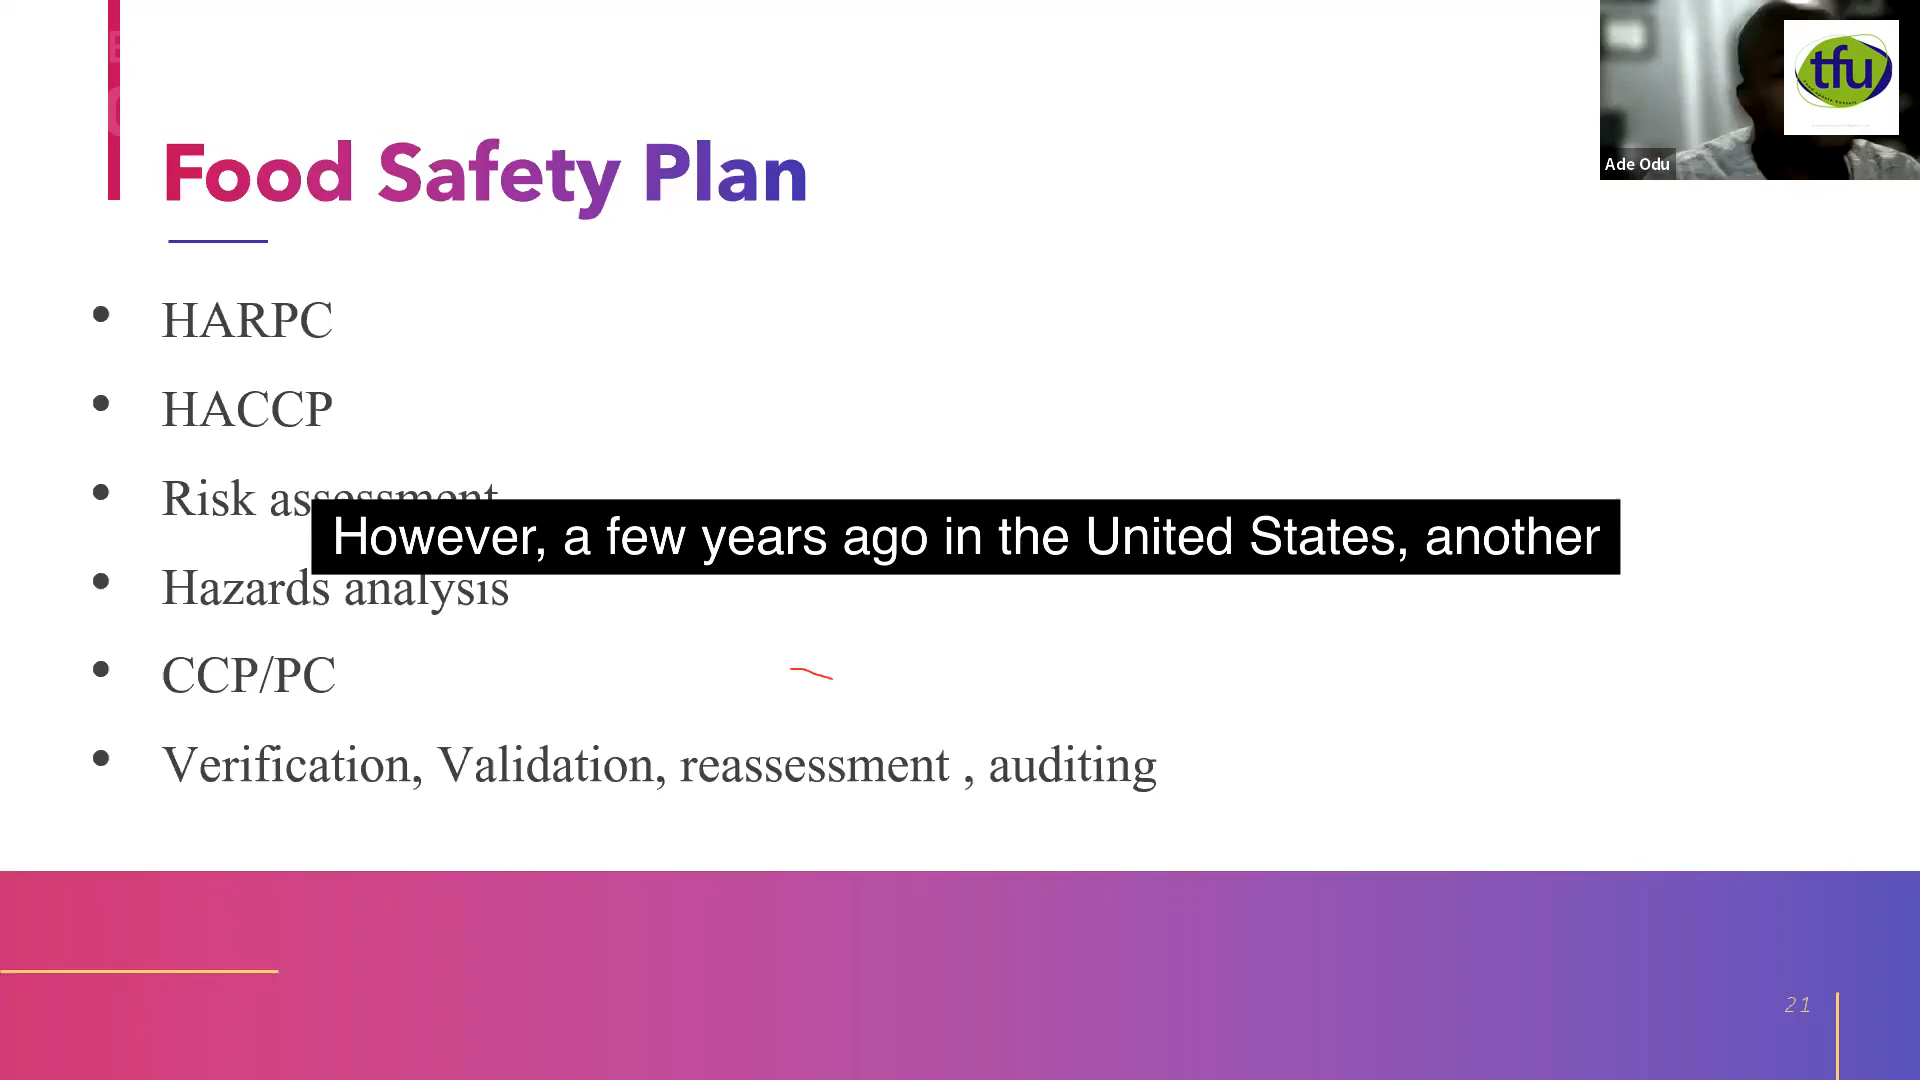 tfu
Ade Odu
Food Safety Plan
• HARPC
• HACCP
• Risk assessment
However, a few years ago in the United States, another
• Hazards analysis
• CCP/PC
• Verification, Validation, reassessment , auditing
21